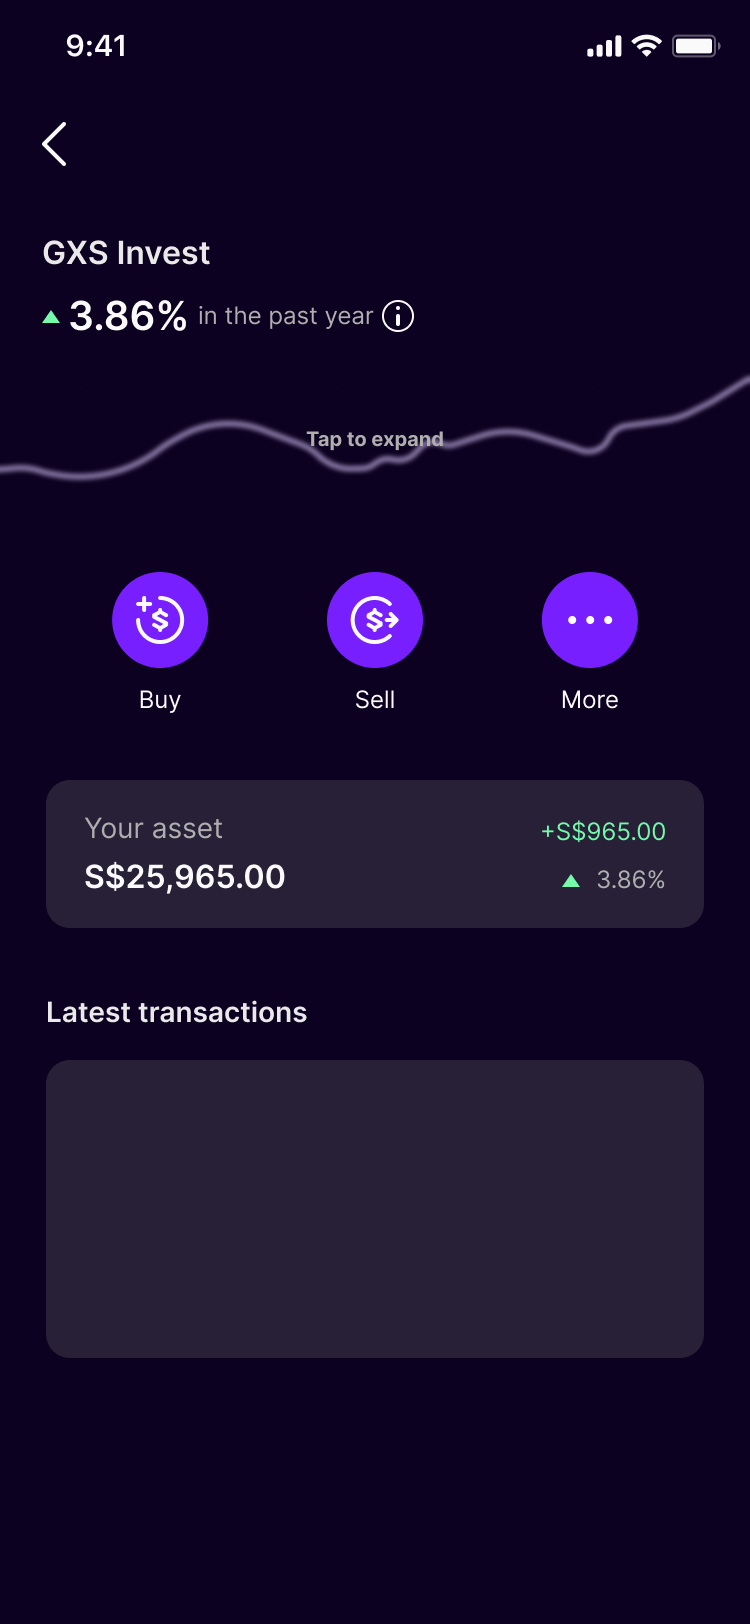 9:41
GXS Invest
3.86% in the past year
Tap to expand
Buy
Sell
More
Your asset
+S$965.00
S$25,965.00
3.86%
Latest transactions